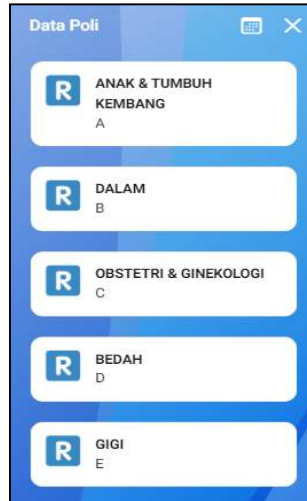 Data Poli
R
ANAK & TUMBUH
KEMBANG
A
R
DALAM
B
R
OBSTETRI & GINEKOLOGI
C
R
BEDAH
D
R
GIGI
E